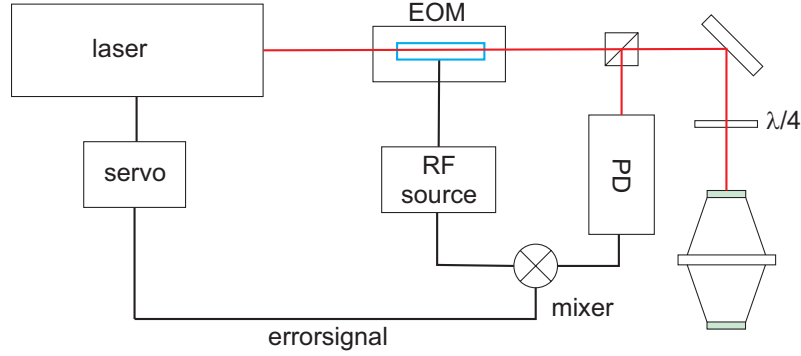 EOM
laser
λ/4
servo
RF
source
PD
mixer
errorsignal